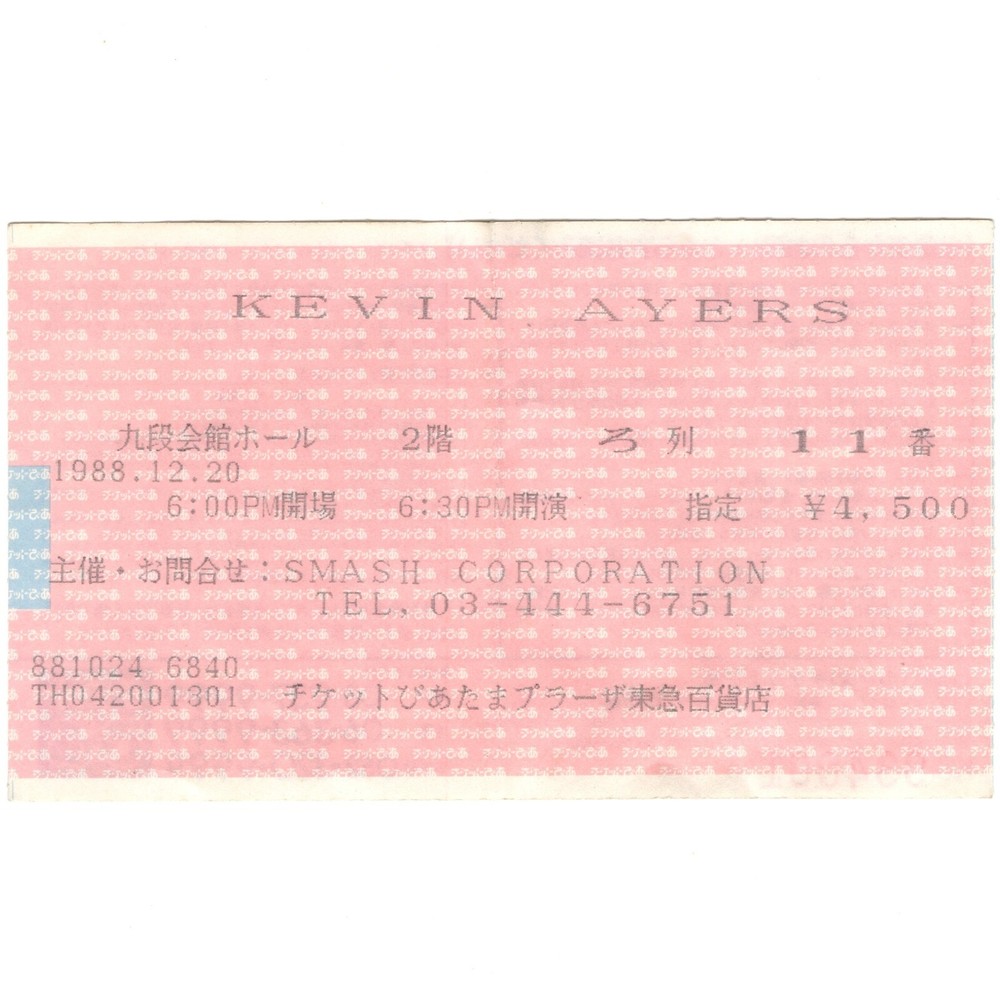 KEVIN AYERS
九段会館ホール 2階 ろ 列 11 番
1988.12.20
6:00PM開場 6:30PM開演 指定 ¥4,500
主催・お問合せ:SMASH CORPORATION
TEL.03-444-6751
881024 6840
TH042001301 チケットぴあたまプラーザ東急百貨店